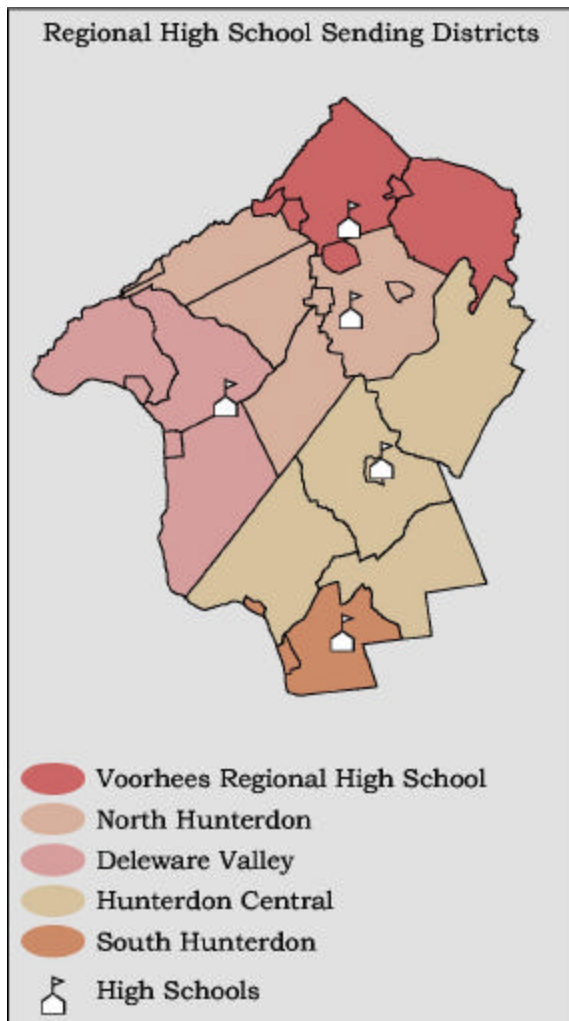 Regional High School Sending Districts
Voorhees Regional High School
North Hunterdon
Deleware Valley
Hunterdon Central
South Hunterdon
High Schools